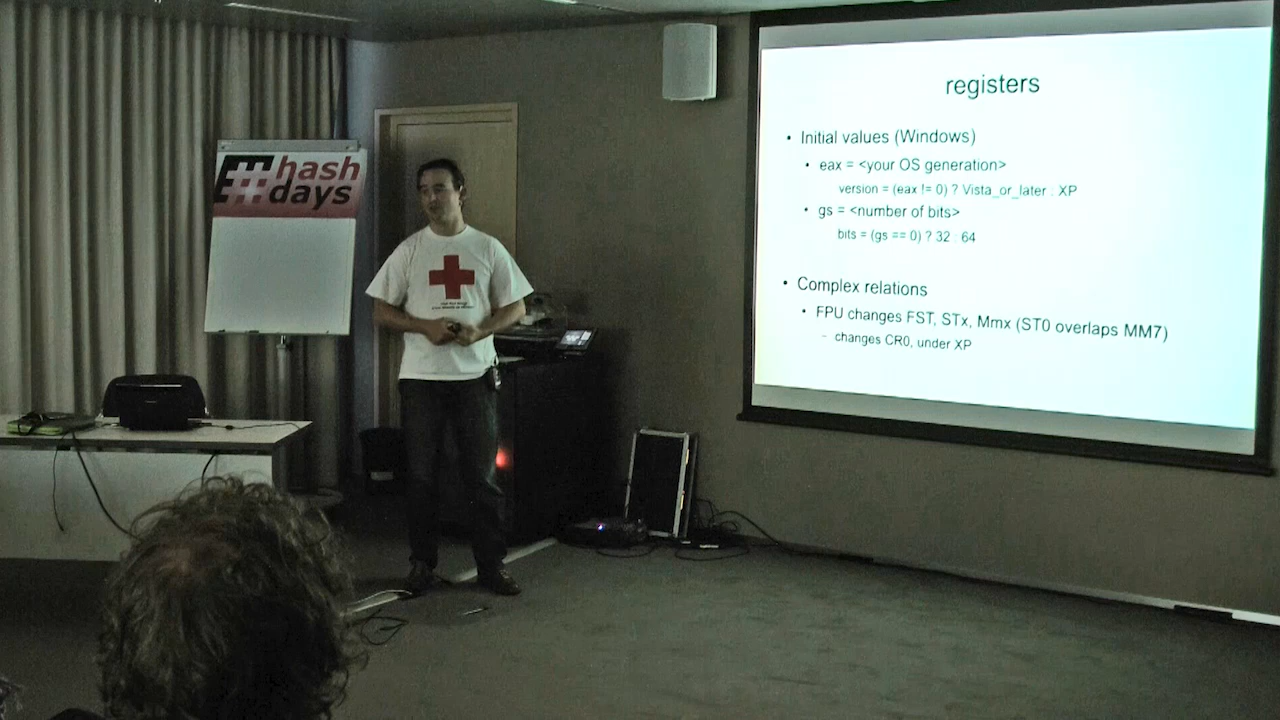 hash
days
registers
• Initial values (Windows)
• eax = <your OS generation>
version = (eax != 0) ? Vista_or_later : XP
• gs = <number of bits>
bits = (gs == 0) ? 32 : 64
• Complex relations
• FPU changes FST, STx, Mmx (ST0 overlaps MM7)
– changes CR0, under XP